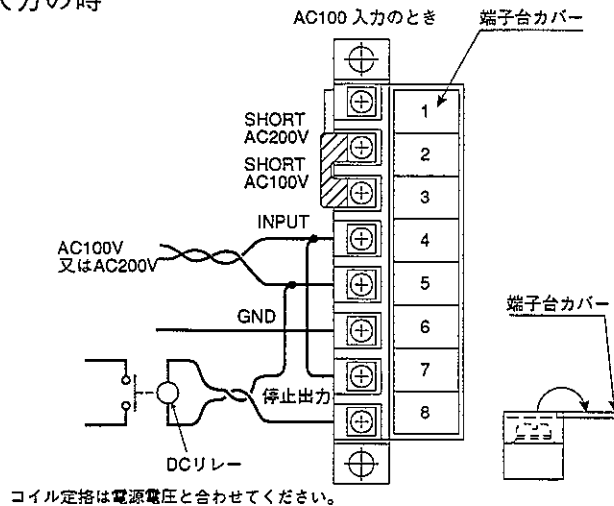 入力の時
AC100 入力のとき
端子台カバー
SHORT
AC200V
SHORT
AC100V
INPUT
AC100V
又はAC200V
GND
停止出力
DCリレー
1
2
3
4
5
6
7
8
端子台カバー
コイル定格は電源電圧と合わせてください。